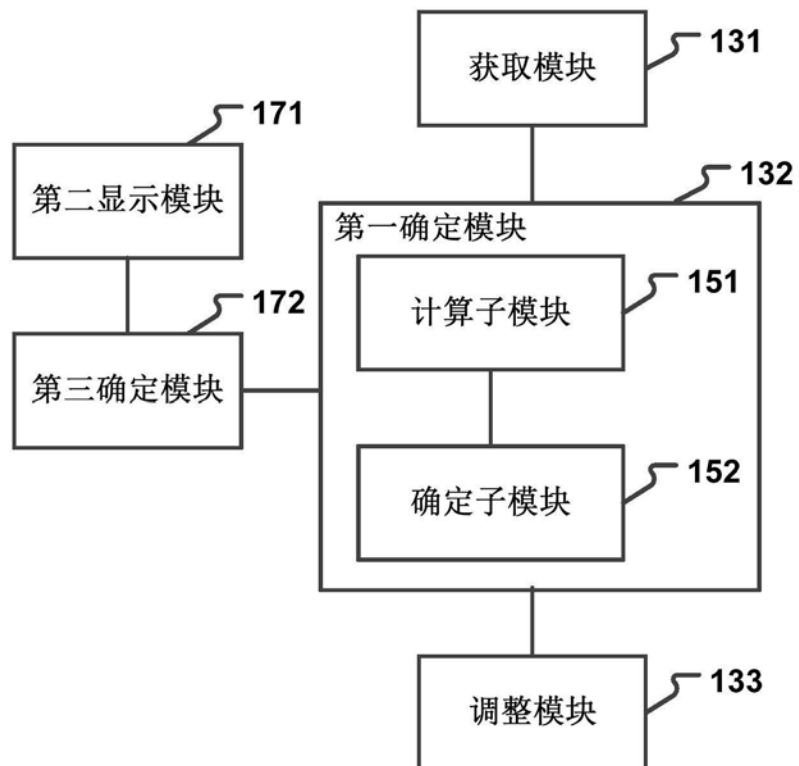 131
获取模块
171
第二显示模块
132
第一确定模块
151
计算子模块
172
第三确定模块
152
确定子模块
133
调整模块